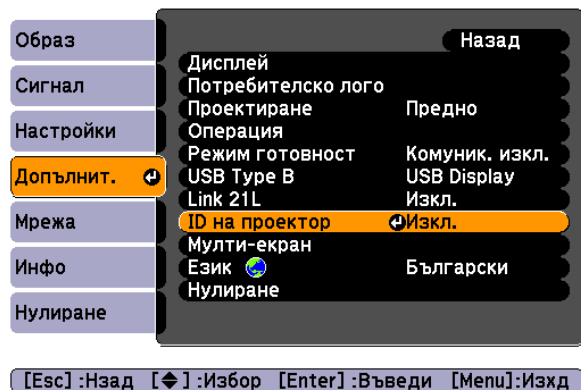 Образ
Сигнал
Настройки
Допълнит.
Мрежа
Инфо
Нулиране
Назад
Дисплей
Потребителско лого
Проектиране Предно
Операция
Режим готовност Комуник. изкл.
USB Type B USB Display
Link 21L Изкл.
ID на проектор Изкл.
Мулти-екран
Език Български
Нулиране
[Esc] :Нзад [◆] :Избор [Enter] :Въведи [Menu]:Изхд